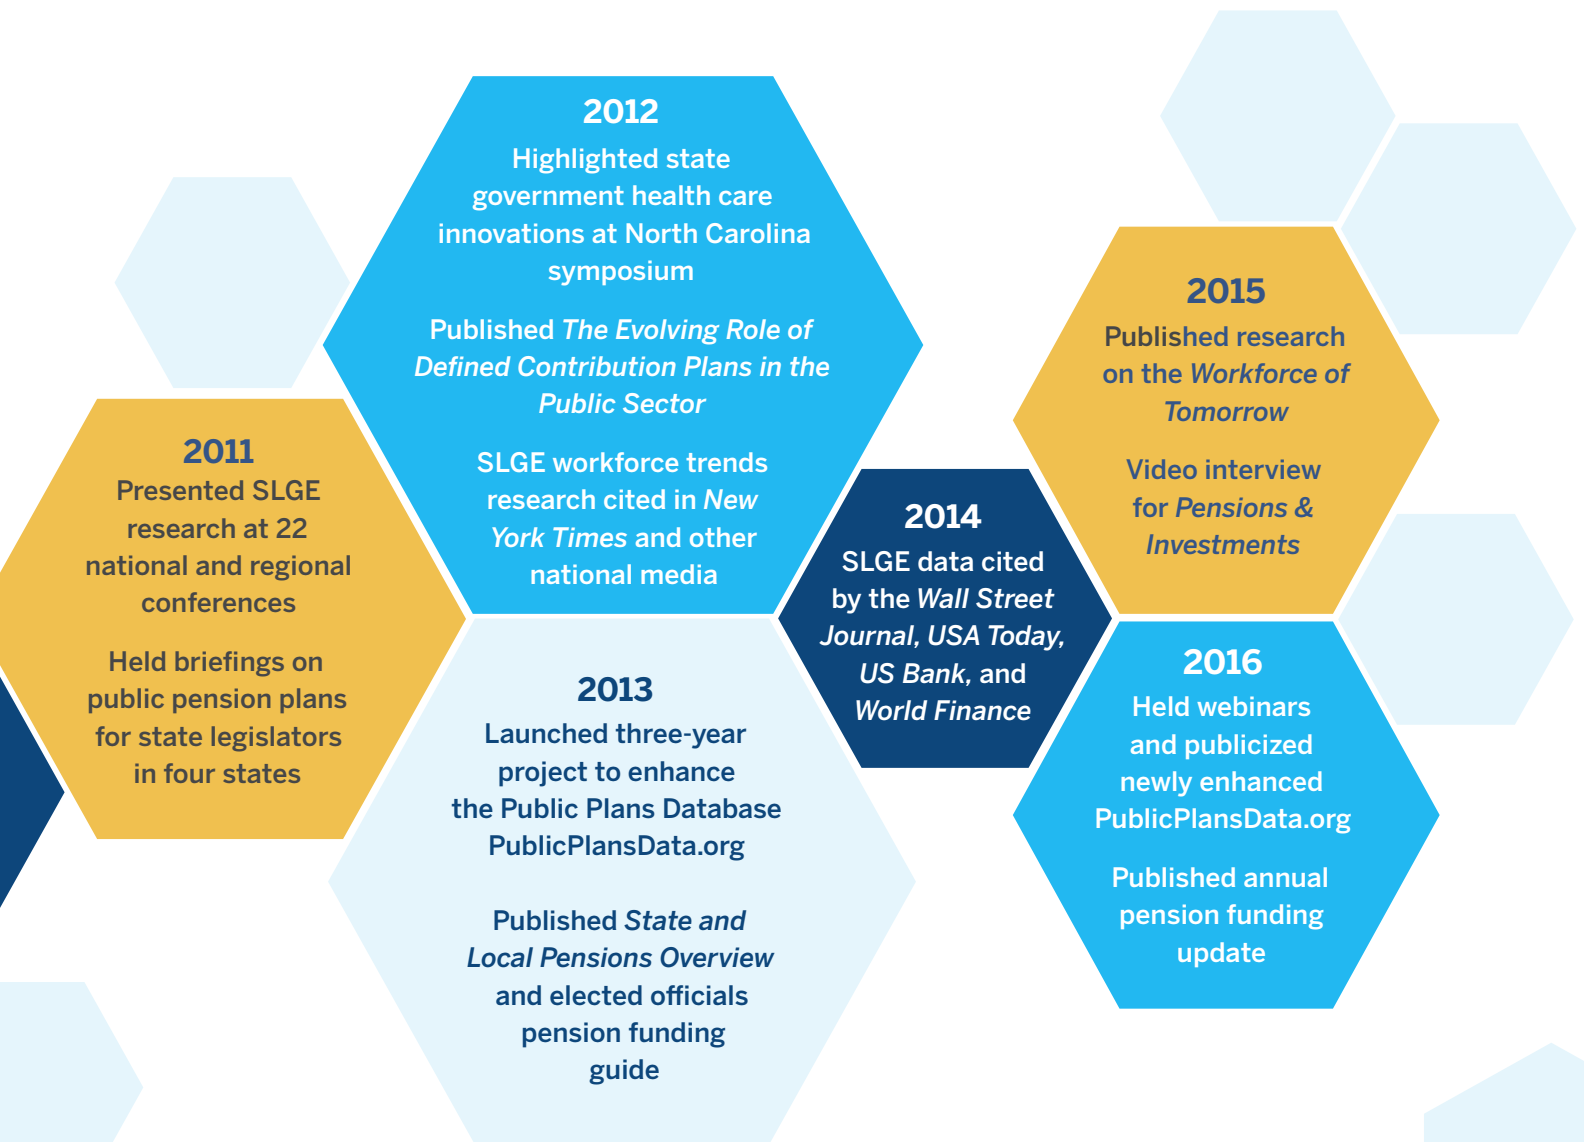 2011
Presented SLGE
research at 22
national and regional
conferences
Held briefings on
public pension plans
for state legislators
in four states
2012
Highlighted state
government health care
innovations at North Carolina
symposium
Published The Evolving Role of
Defined Contribution Plans in the
Public Sector
SLGE workforce trends
research cited in New
York Times and other
national media
2013
Launched three-year
project to enhance
the Public Plans Database
PublicPlansData.org
Published State and
Local Pensions Overview
and elected officials
pension funding
guide
2014
SLGE data cited
by the Wall Street
Journal, USA Today,
US Bank, and
World Finance
2015
Published research
on the Workforce of
Tomorrow
Video interview
for Pensions &
Investments
2016
Held webinars
and publicized
newly enhanced
PublicPlansData.org
Published annual
pension funding
update